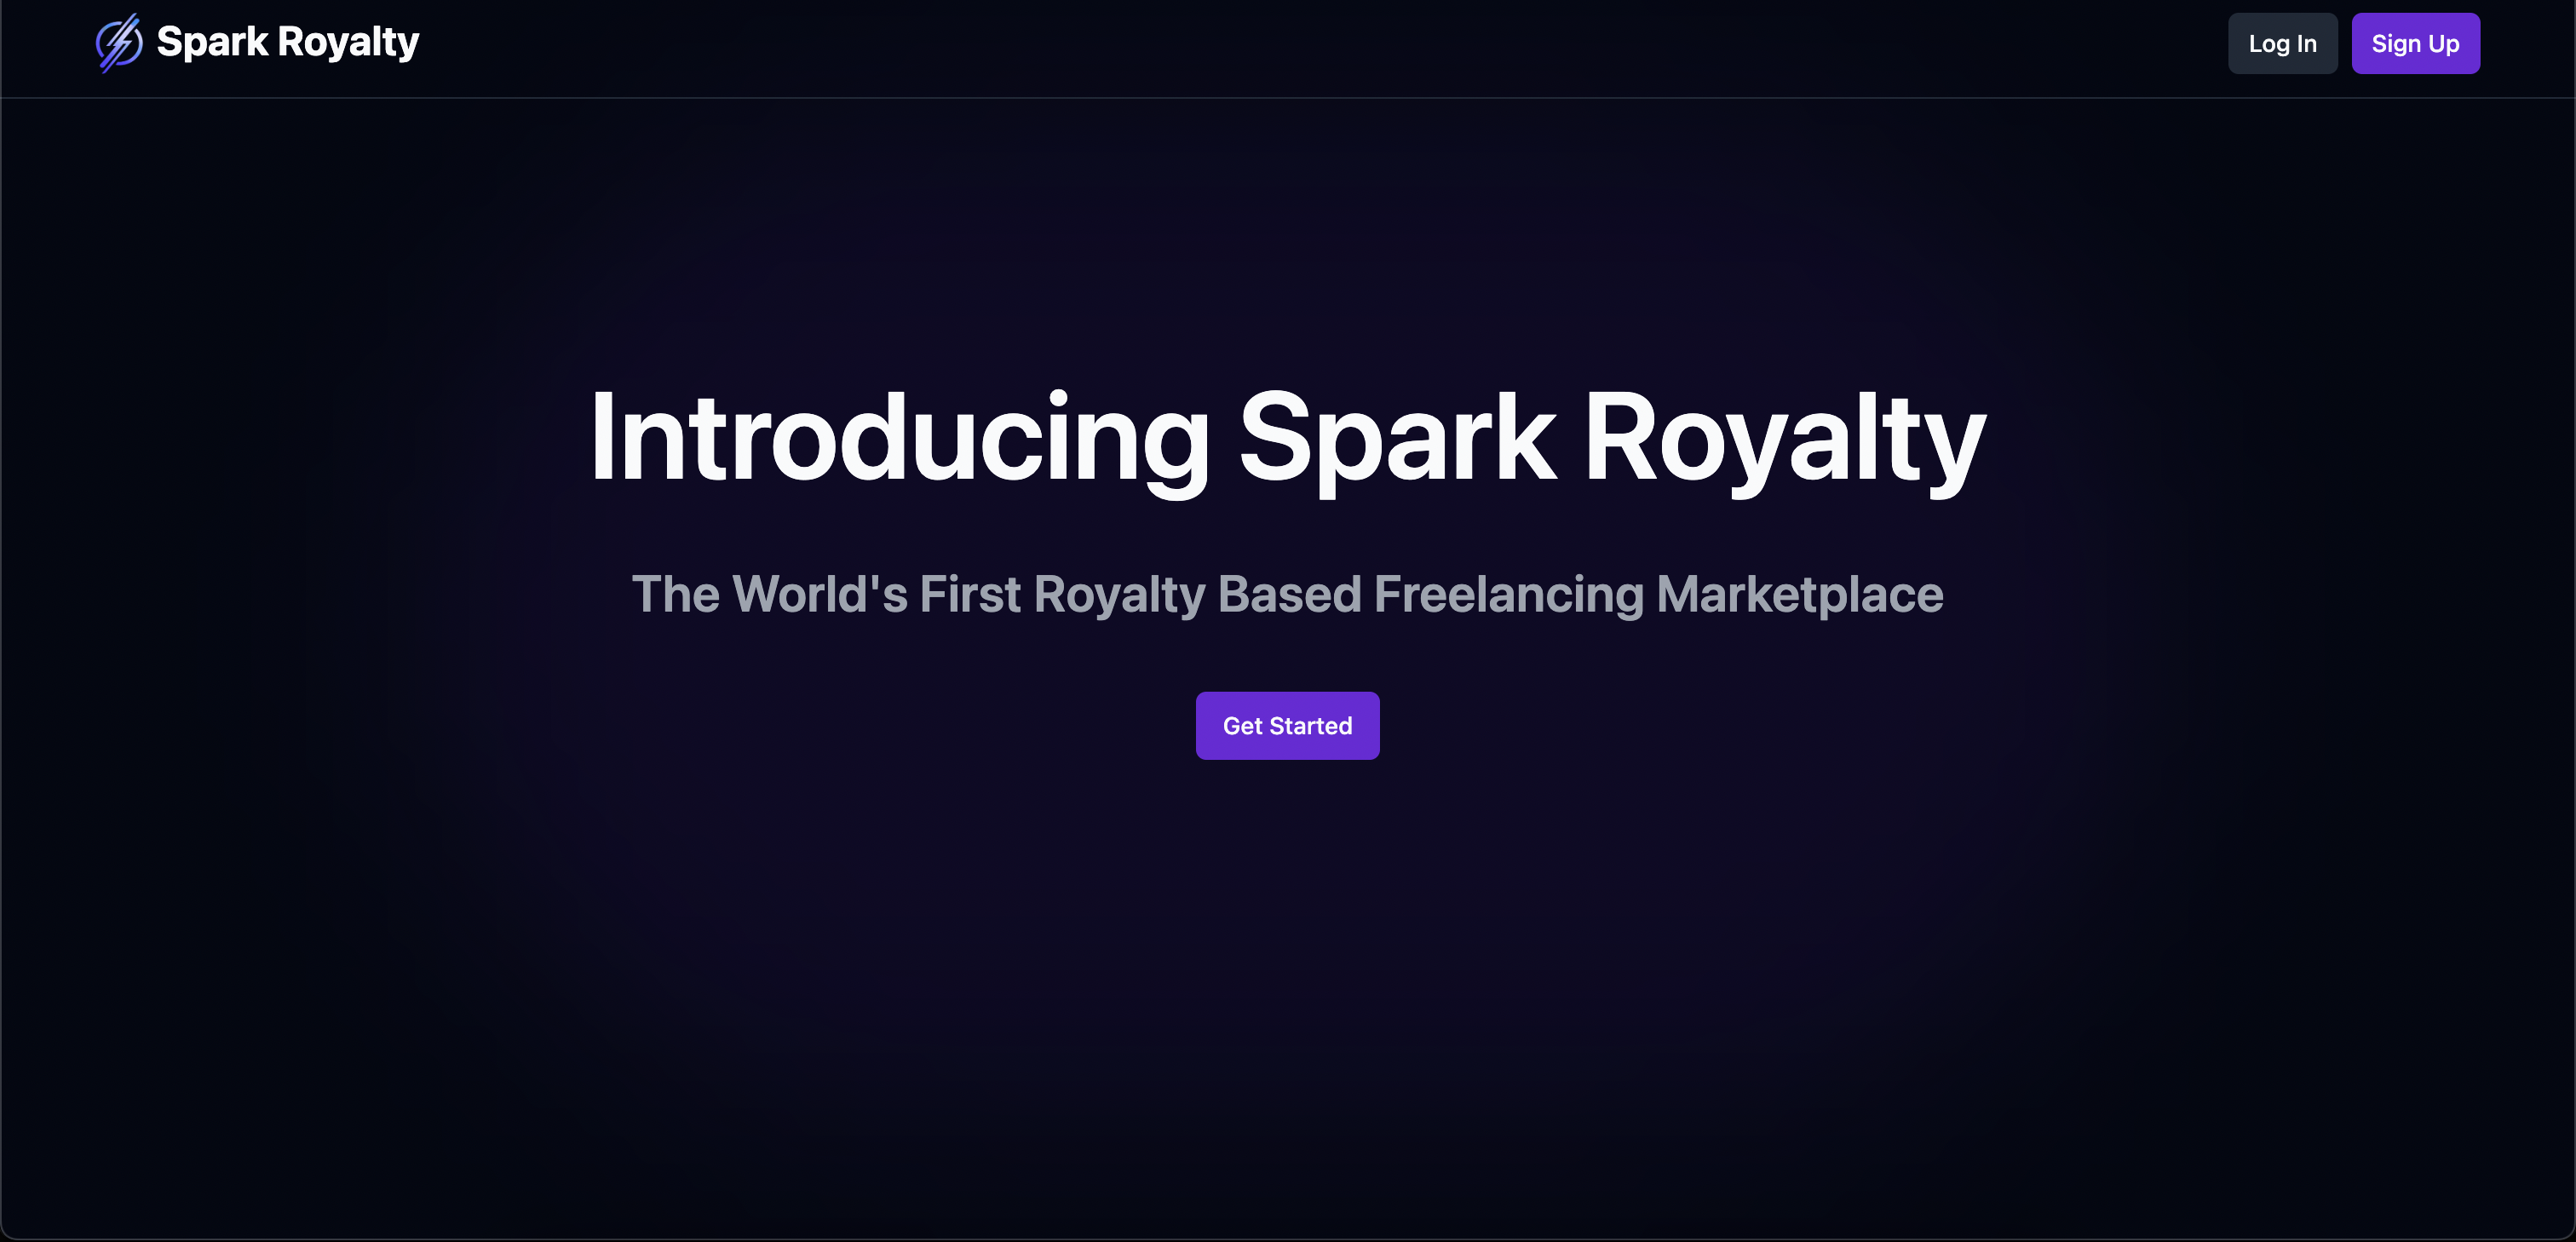 Spark Royalty
Log In
Sign Up
Introducing Spark Royalty
The World's First Royalty Based Freelancing Marketplace
Get Started